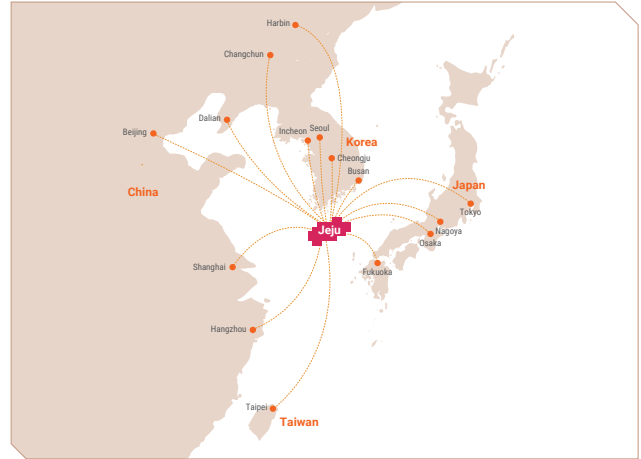 Harbin
Changchun
Dalian
Beijing
Incheon
Seoul
Korea
Cheongju
Busan
China
Japan
Tokyo
Jeju
Nagoya
Osaka
Shanghai
Fukuoka
Hangzhou
Taipei
Taiwan